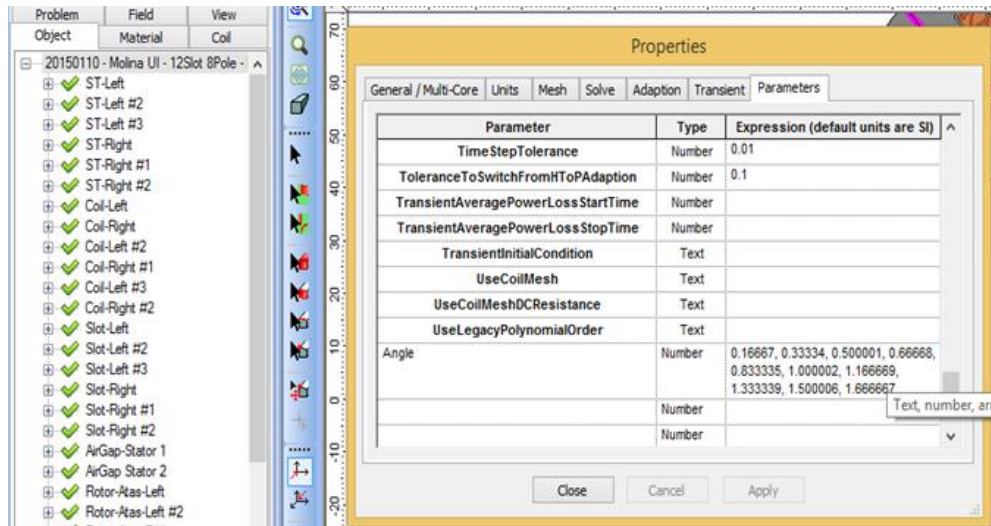 Problem Field View
Object Material Coil
20150110 - Molina UI - 12Slot 8Pole -
ST-Left
ST-Left #2
ST-Left #3
ST-Right
ST-Right #1
ST-Right #2
Coil-Left
Coil-Right
Coil-Left #2
Coil-Right #1
Coil-Left #3
Coil-Right #2
Slot-Left
Slot-Left #2
Slot-Left #3
Slot-Right
Slot-Right #1
Slot-Right #2
AirGap-Stator 1
AirGap Stator 2
Rotor-Atas-Left
Rotor-Atas-Left #2
70
60
50
40
30
20
10
0
-10
-20
Properties
General / Multi-Core Units Mesh Solve Adaption Transient Parameters
Parameter Type Expression (default units are SI)
TimeStepTolerance Number 0.01
ToleranceToSwitchFromHToPAdaption Number 0.1
TransientAveragePowerLossStartTime Number
TransientAveragePowerLossStopTime Number
TransientInitialCondition Text
UseCoilMesh Text
UseCoilMeshDCResistance Text
UseLegacyPolynomialOrder Text
Angle Number 0.16667, 0.33334, 0.500001, 0.66668,
0.833335, 1.000002, 1.166669,
1.333339, 1.500006, 1.666667
Number
Text, number, arr
Number
Close Cancel Apply